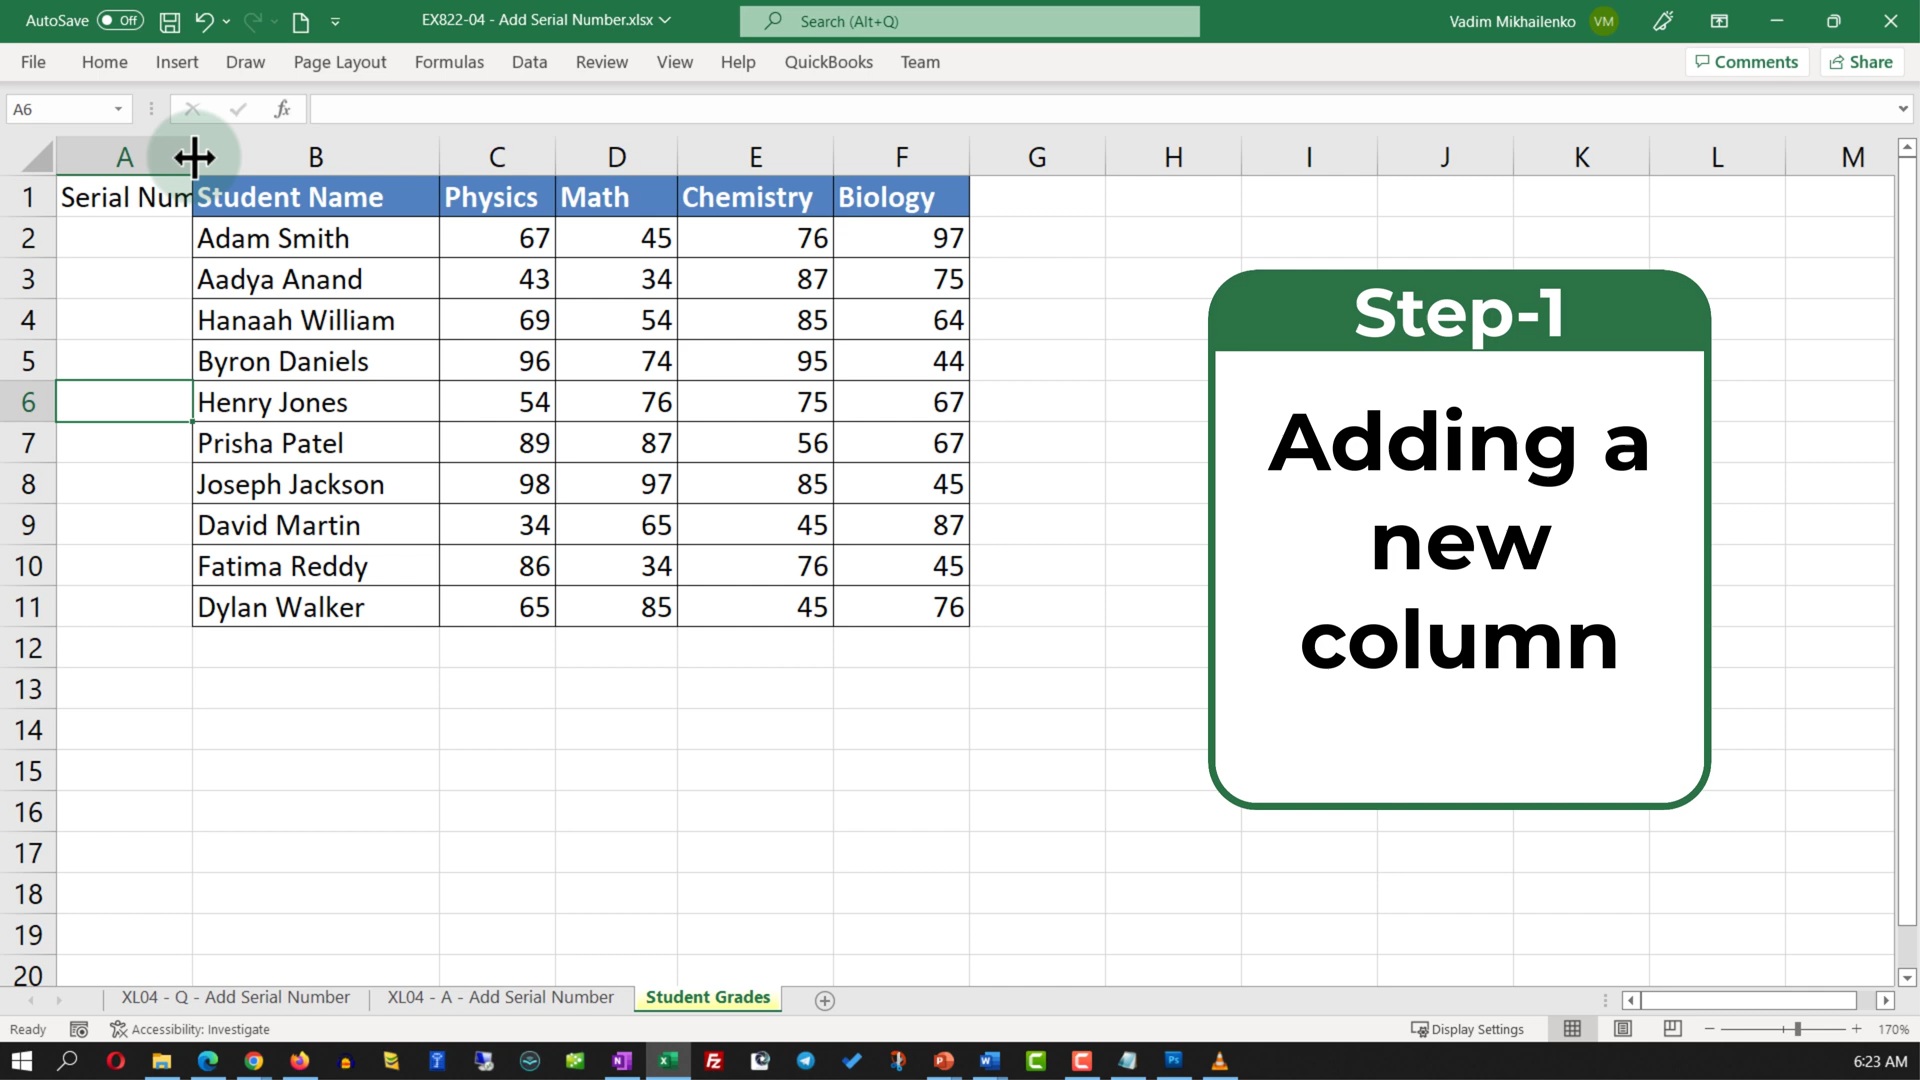 AutoSave Off EX822-04 - Add Serial Number.xlsx Search (Alt+Q) Vadim Mikhailenko VM
File Home Insert Draw Page Layout Formulas Data Review View Help QuickBooks Team Comments Share
A6 fx
A B C D E F G H I J K L M
1 Serial Num Student Name Physics Math Chemistry Biology
2 Adam Smith 67 45 76 97
3 Aadya Anand 43 34 87 75
4 Hanaah William 69 54 85 64
5 Byron Daniels 96 74 95 44
6 Henry Jones 54 76 75 67
7 Prisha Patel 89 87 56 67
8 Joseph Jackson 98 97 85 45
9 David Martin 34 65 45 87
10 Fatima Reddy 86 34 76 45
11 Dylan Walker 65 85 45 76
12
13
14
15
16
17
18
19
20
Step-1
Adding a
new
column
XL04 - Q - Add Serial Number XL04 - A - Add Serial Number Student Grades
Ready Accessibility: Investigate Display Settings 170%
6:23 AM